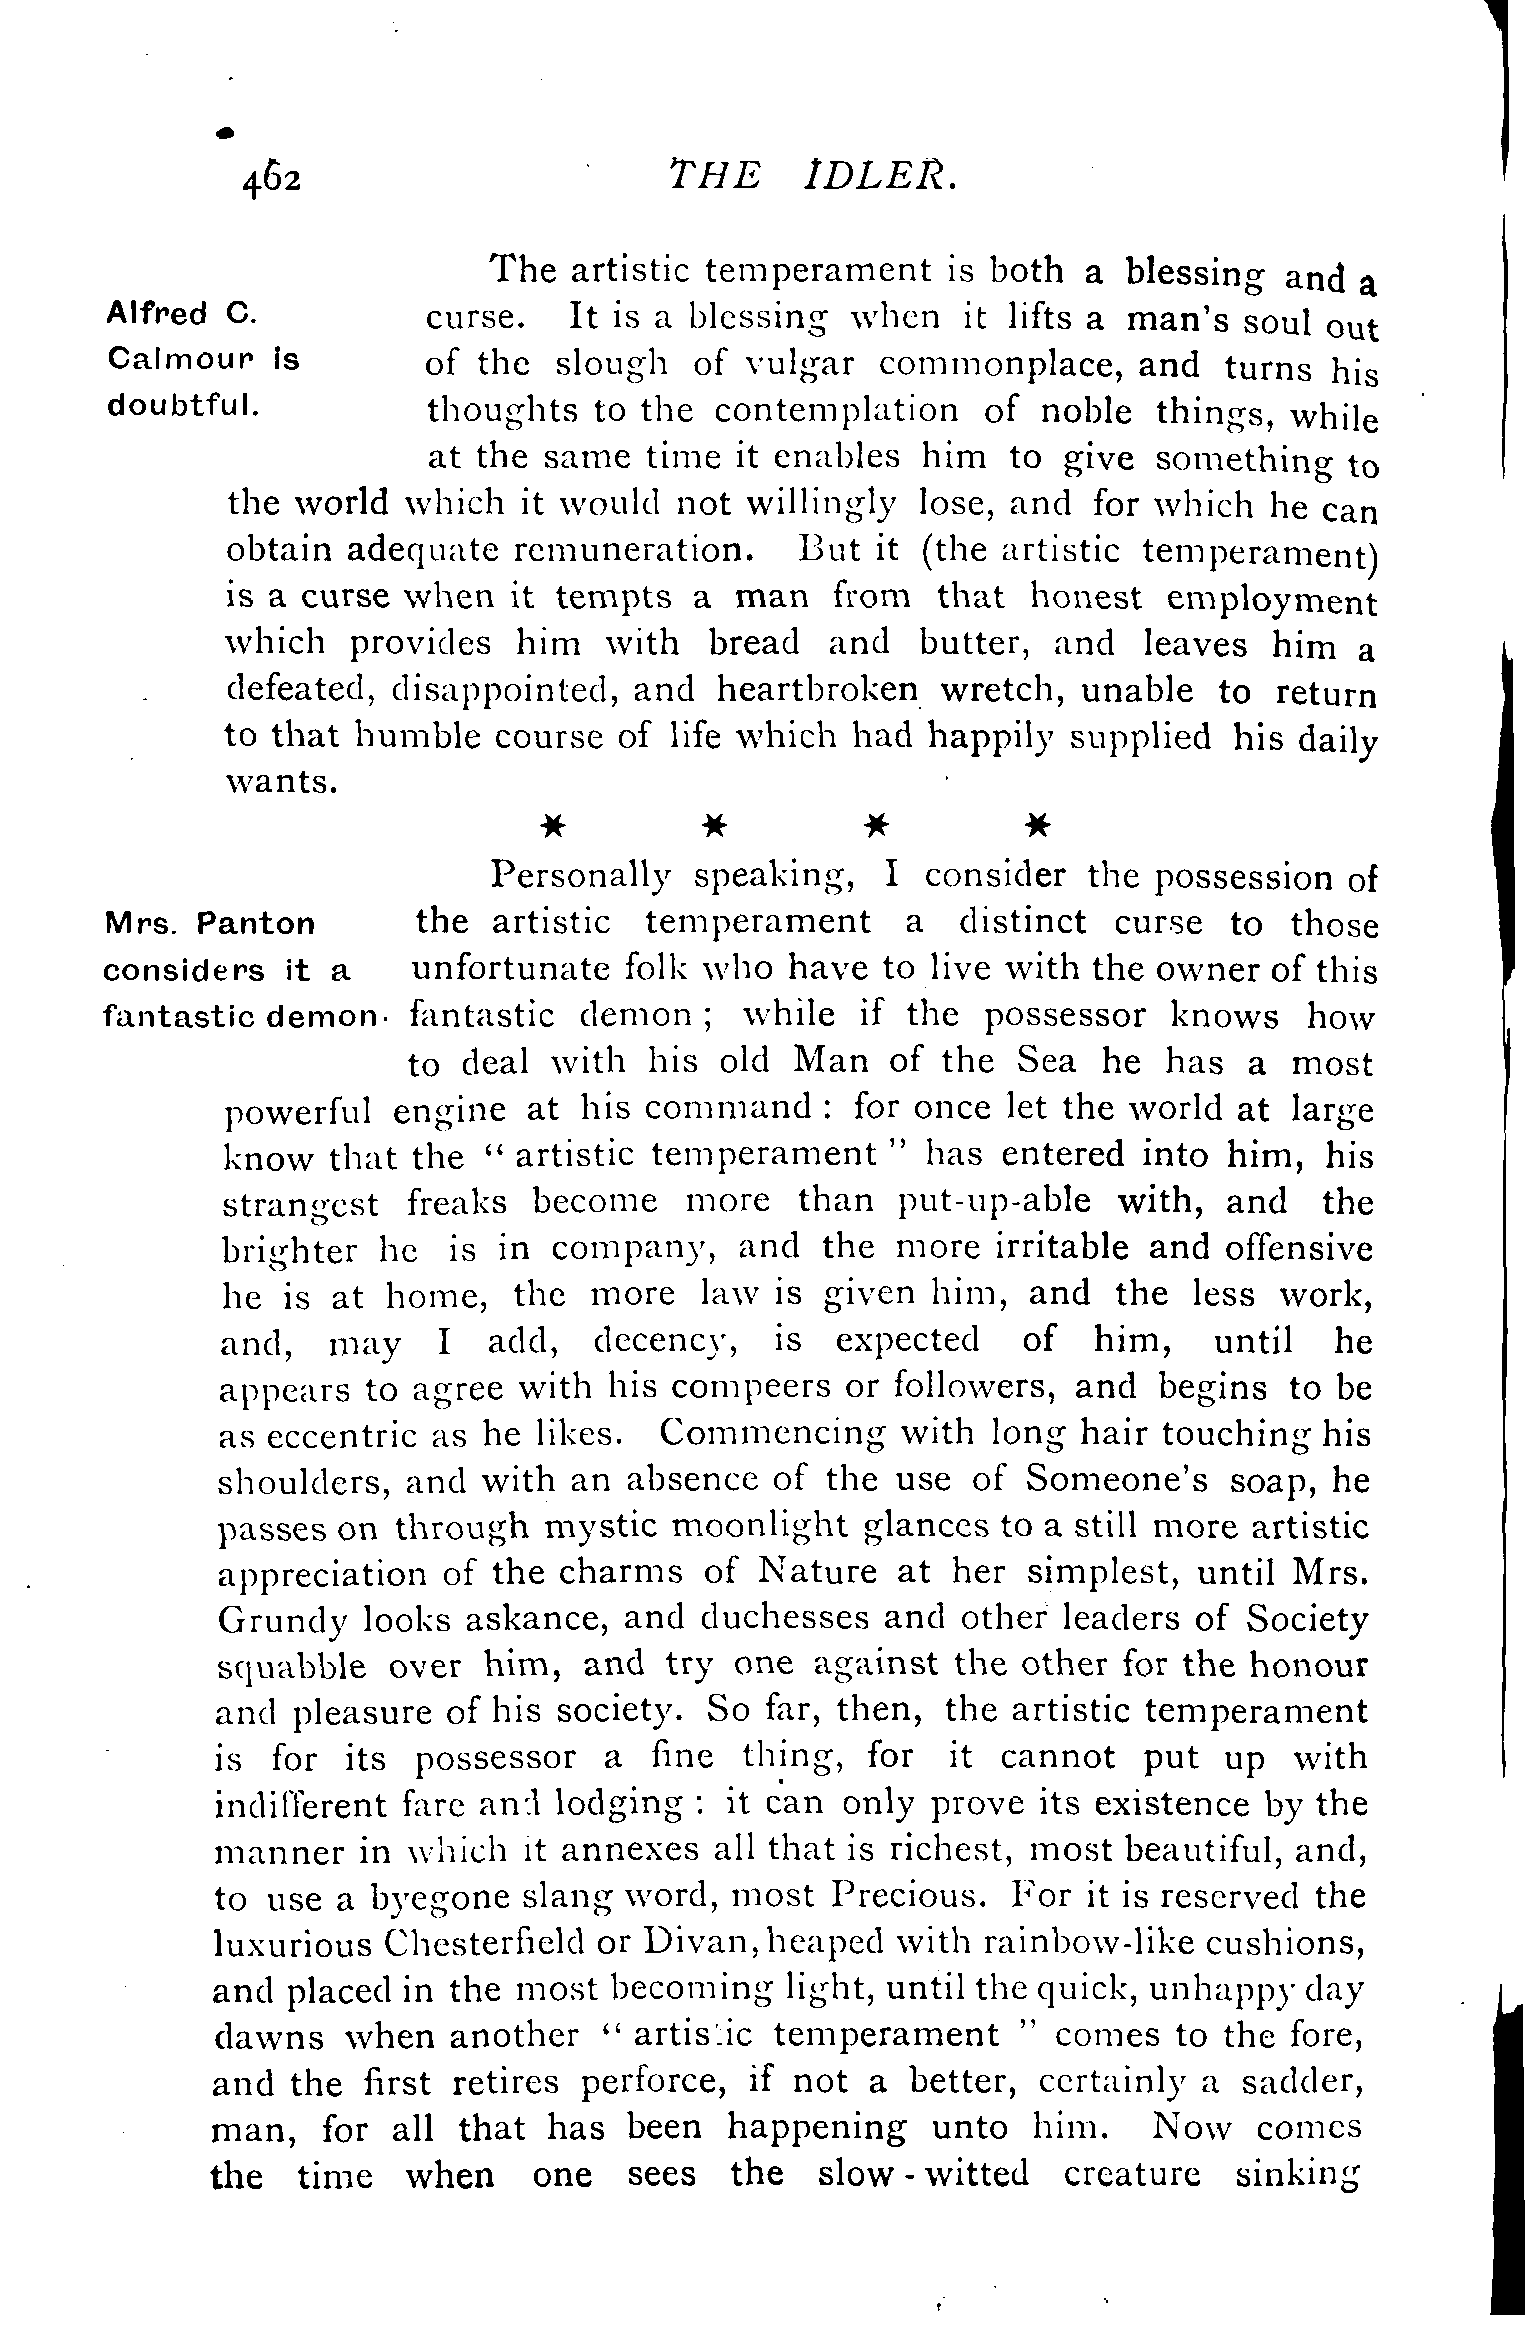 462 THE IDLER.
The artistic temperament is both a blessing and a
Alfred C.
Calmour is
doubtful.
curse. It is a blessing when it lifts a man's soul out
of the slough of vulgar commonplace, and turns his
thoughts to the contemplation of noble things, while
at the same time it enables him to give something to
the world which it would not willingly lose, and for which he can
obtain adequate remuneration. But it (the artistic temperament)
is a curse when it tempts a man from that honest employment
which provides him with bread and butter, and leaves him a
defeated, disappointed, and heartbroken wretch, unable to return
to that humble course of life which had happily supplied his daily
wants.
* * * *
Personally speaking, I consider the possession of
Mrs. Panton
considers it a
fantastic demon.
the artistic temperament a distinct curse to those
unfortunate folk who have to live with the owner of this
fantastic demon ; while if the possessor knows how
to deal with his old Man of the Sea he has a most
powerful engine at his command : for once let the world at large
know that the “ artistic temperament ” has entered into him, his
strangest freaks become more than put-up-able with, and the
brighter he is in company, and the more irritable and offensive
he is at home, the more law is given him, and the less work,
and, may I add, decency, is expected of him, until he
appears to agree with his compeers or followers, and begins to be
as eccentric as he likes. Commencing with long hair touching his
shoulders, and with an absence of the use of Someone's soap, he
passes on through mystic moonlight glances to a still more artistic
appreciation of the charms of Nature at her simplest, until Mrs.
Grundy looks askance, and duchesses and other leaders of Society
squabble over him, and try one against the other for the honour
and pleasure of his society. So far, then, the artistic temperament
is for its possessor a fine thing, for it cannot put up with
indifferent fare and lodging : it can only prove its existence by the
manner in which it annexes all that is richest, most beautiful, and,
to use a byegone slang word, most Precious. For it is reserved the
luxurious Chesterfield or Divan, heaped with rainbow-like cushions,
and placed in the most becoming light, until the quick, unhappy day
dawns when another “ artistic temperament ” comes to the fore,
and the first retires perforce, if not a better, certainly a sadder,
man, for all that has been happening unto him. Now comes
the time when one sees the slow-witted creature sinking